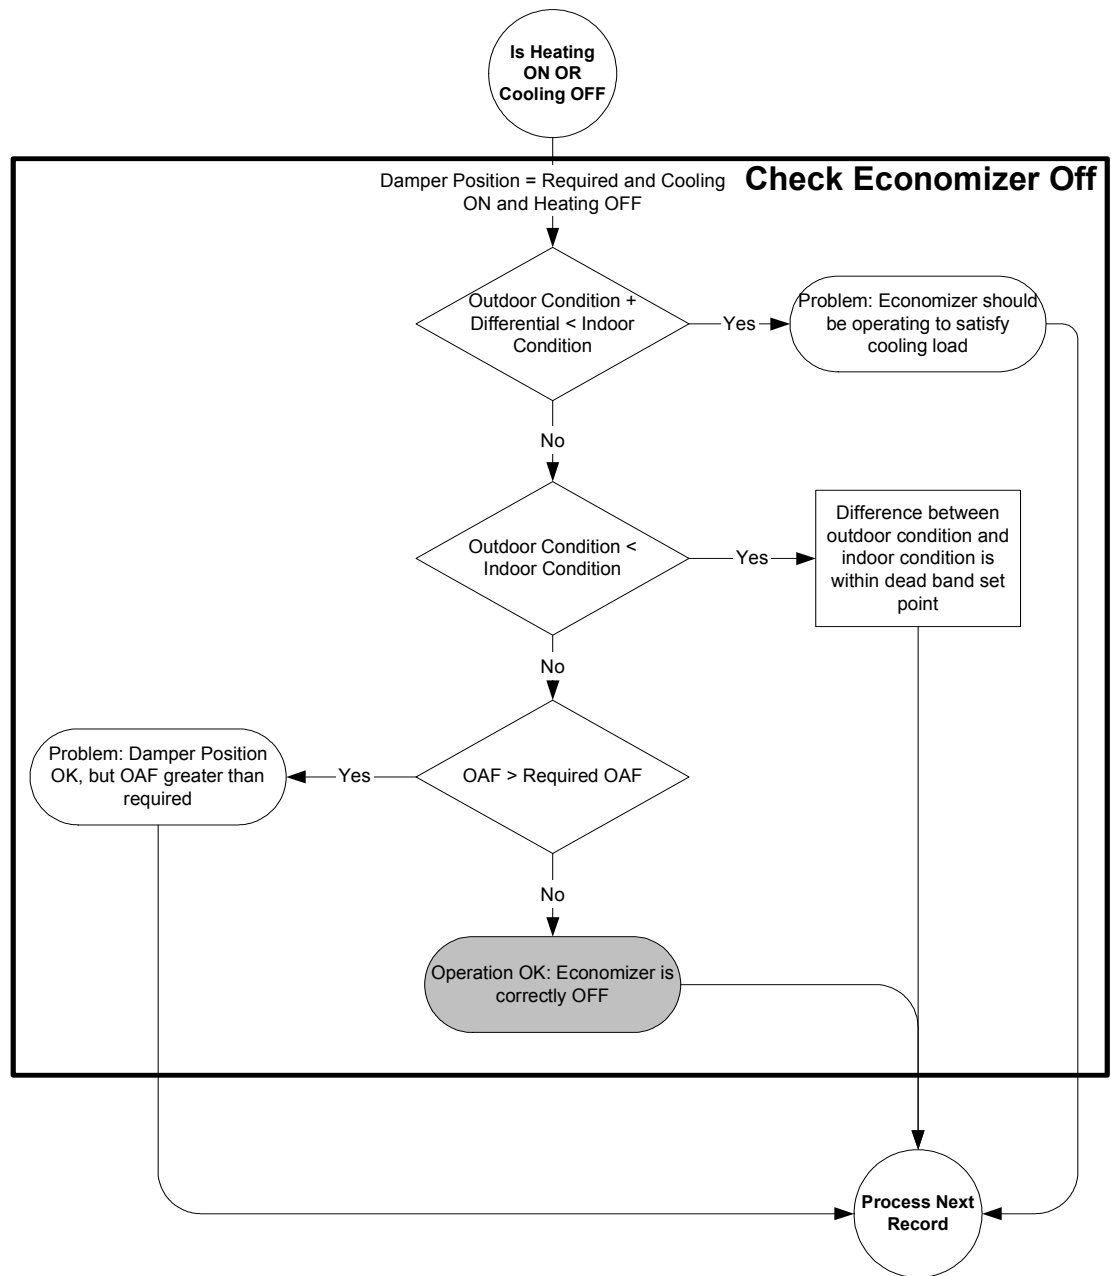 Is Heating
ON OR
Cooling OFF
Check Economizer Off
Damper Position = Required and Cooling
ON and Heating OFF
Outdoor Condition +
Differential < Indoor
Condition
Yes
Problem: Economizer should
be operating to satisfy
cooling load
No
Outdoor Condition <
Indoor Condition
Yes
Difference between
outdoor condition and
indoor condition is
within dead band set
point
No
OAF > Required OAF
Yes
Problem: Damper Position
OK, but OAF greater than
required
No
Operation OK: Economizer is
correctly OFF
Process Next
Record